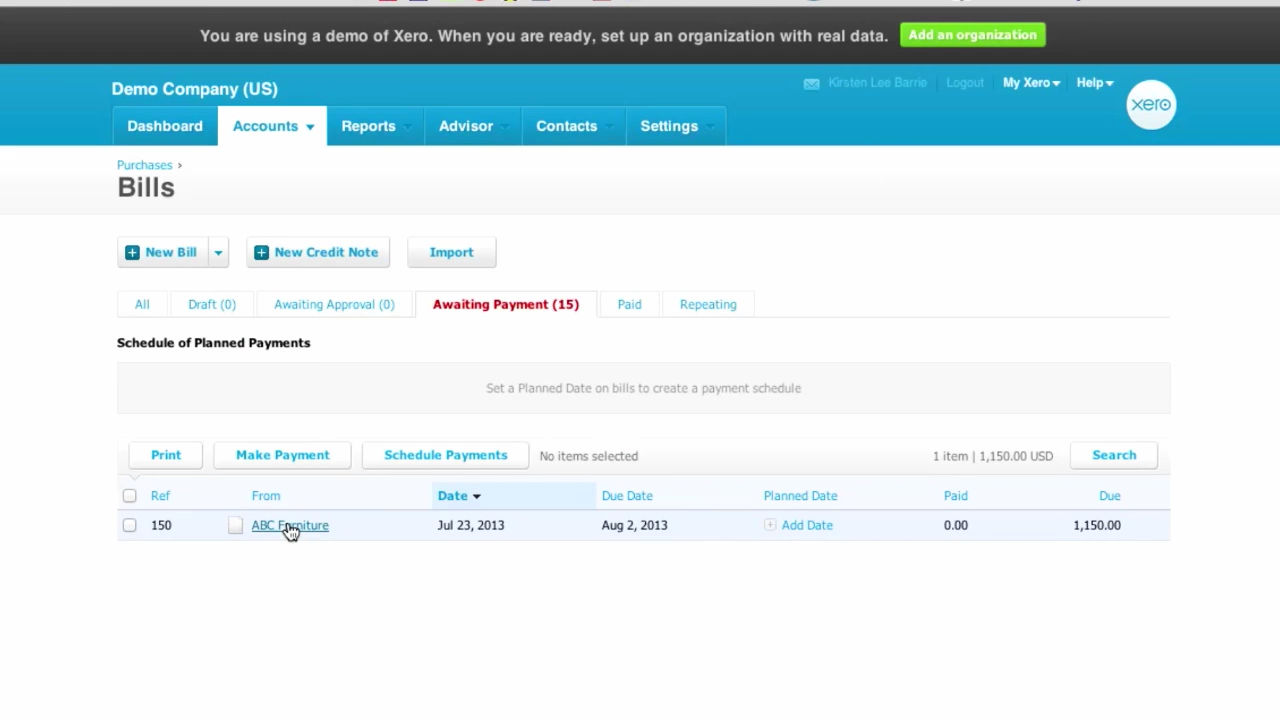 You are using a demo of Xero. When you are ready, set up an organization with real data. Add an organization
Demo Company (US) Kirsten Lee Barrie Logout My Xero Help xero
Dashboard Accounts Reports Advisor Contacts Settings
Purchases ›
Bills
New Bill New Credit Note Import
All Draft (0) Awaiting Approval (0) Awaiting Payment (15) Paid Repeating
Schedule of Planned Payments
Set a Planned Date on bills to create a payment schedule
Print Make Payment Schedule Payments No items selected 1 item | 1,150.00 USD Search
Ref From Date Due Date Planned Date Paid Due
150 ABC Furniture Jul 23, 2013 Aug 2, 2013 Add Date 0.00 1,150.00